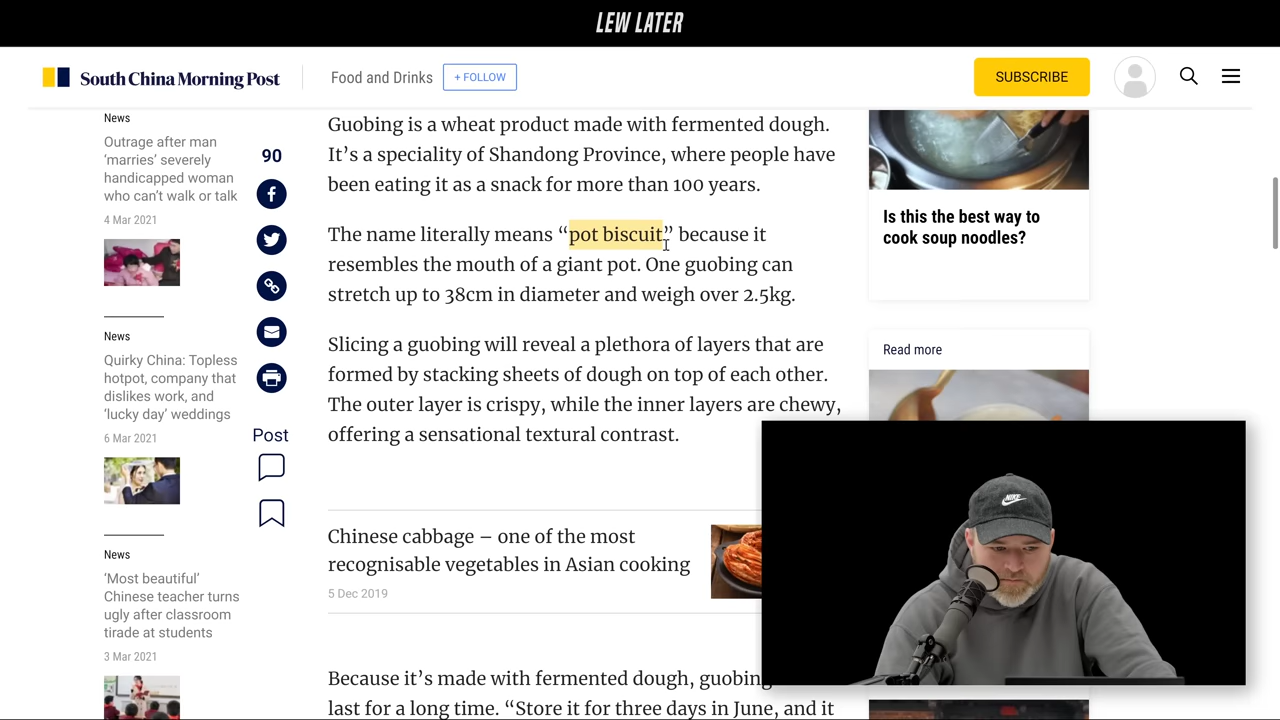 LEW LATER
South China Morning Post
Food and Drinks
+ FOLLOW
SUBSCRIBE
News
Outrage after man
‘marries’ severely
handicapped woman
who can’t walk or talk
4 Mar 2021
News
Quirky China: Topless
hotpot, company that
dislikes work, and
‘lucky day’ weddings
6 Mar 2021
News
‘Most beautiful’
Chinese teacher turns
ugly after classroom
tirade at students
3 Mar 2021
90
Post
Guobing is a wheat product made with fermented dough.
It’s a speciality of Shandong Province, where people have
been eating it as a snack for more than 100 years.
The name literally means “pot biscuit” because it
resembles the mouth of a giant pot. One guobing can
stretch up to 38cm in diameter and weigh over 2.5kg.
Slicing a guobing will reveal a plethora of layers that are
formed by stacking sheets of dough on top of each other.
The outer layer is crispy, while the inner layers are chewy,
offering a sensational textural contrast.
Chinese cabbage – one of the most
recognisable vegetables in Asian cooking
5 Dec 2019
Because it’s made with fermented dough, guobing
last for a long time. “Store it for three days in June, and it
Is this the best way to
cook soup noodles?
Read more
NIKE